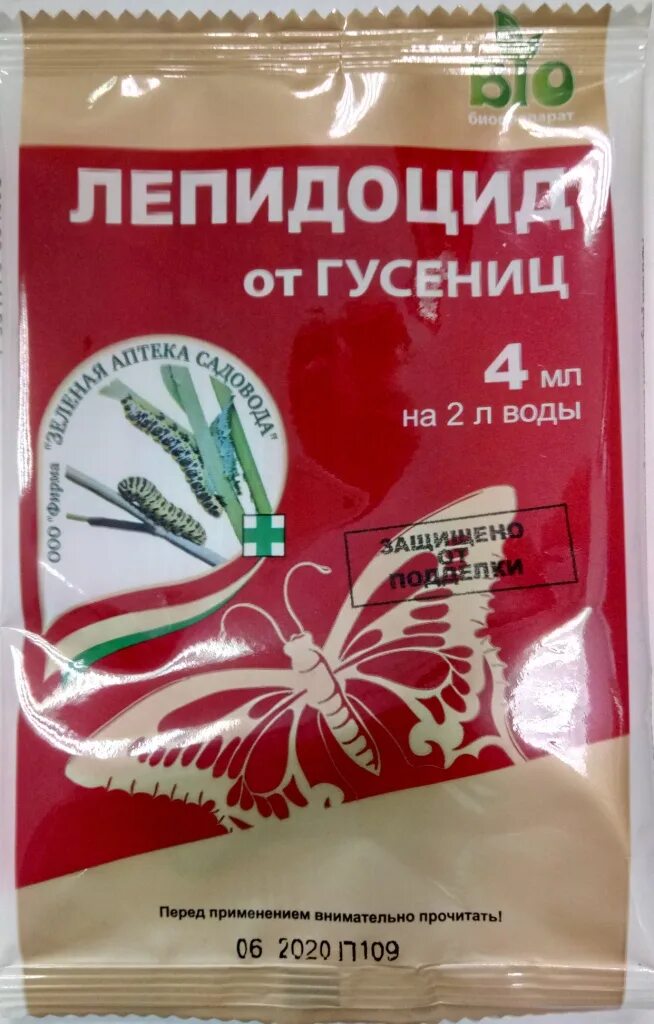 bio
биопрепарат
ЛЕПИДОЦИД
от ГУСЕНИЦ
4 мл
на 2 л воды
ООО "Фирма "ЗЕЛЕНАЯ АПТЕКА САДОВОДА"
ЗАЩИЩЕНО
ОТ
ПОДДЕЛКИ
Перед применением внимательно прочитать!
06 2020 П109